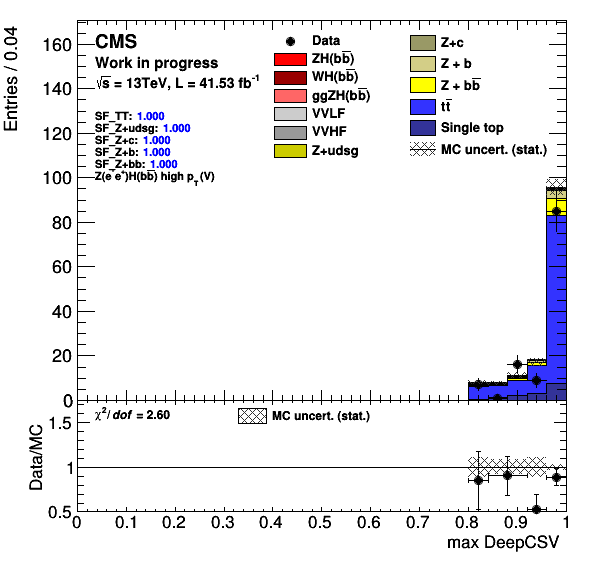 Entries / 0.04
160
140
120
100
80
60
40
20
0
CMS
Work in progress
√s = 13TeV, L = 41.53 fb⁻¹
SF_TT: 1.000
SF_Z+udsg: 1.000
SF_Z+c: 1.000
SF_Z+b: 1.000
SF_Z+bb: 1.000
Z(e⁻e⁺)H(bb̅) high p_T(V)
Data
ZH(bb̅)
WH(bb̅)
ggZH(bb̅)
VVLF
VVHF
Z+udsg
Z+c
Z + b
Z + bb̅
tt̅
Single top
MC uncert. (stat.)
Data/MC
1.5
1
0.5
χ²/dof = 2.60
MC uncert. (stat.)
0 0.1 0.2 0.3 0.4 0.5 0.6 0.7 0.8 0.9 1
max DeepCSV